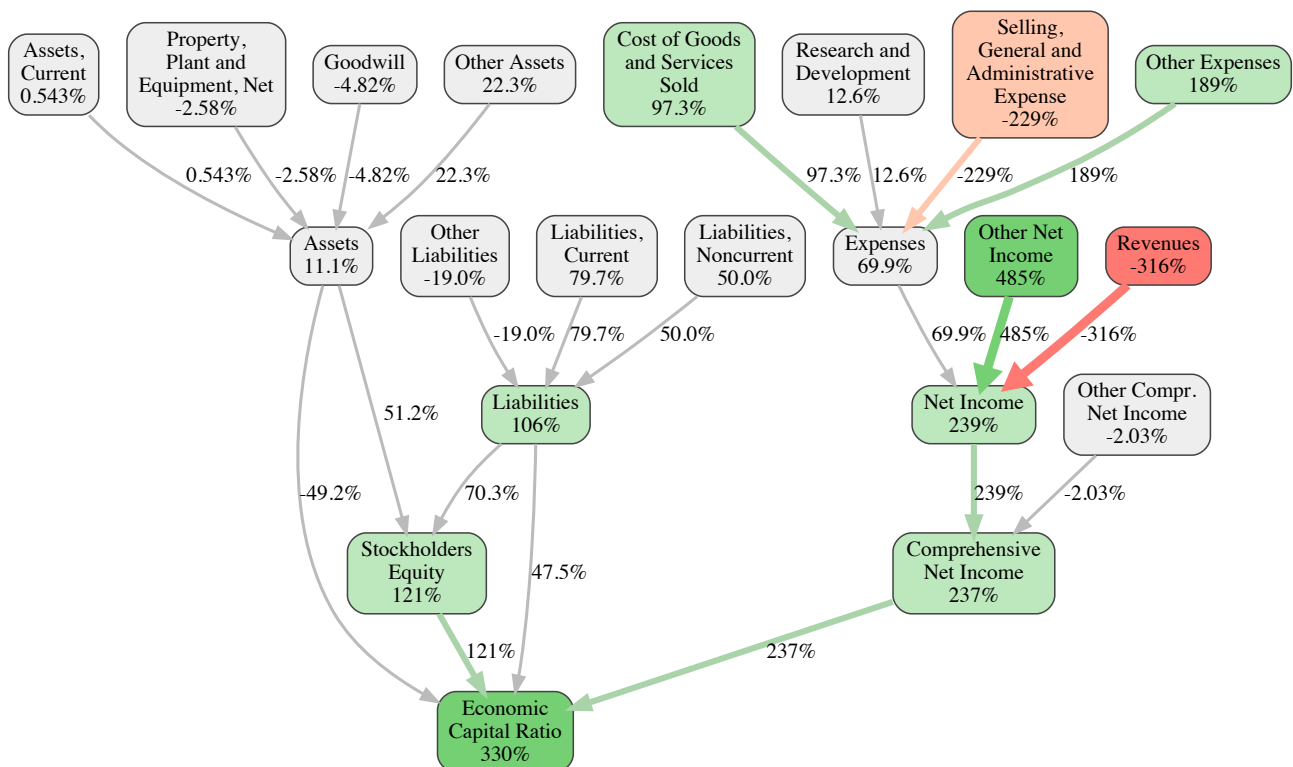 Assets,
Current
0.543%
Property,
Plant and
Equipment, Net
-2.58%
Goodwill
-4.82%
Other Assets
22.3%
Cost of Goods
and Services
Sold
97.3%
Research and
Development
12.6%
Selling,
General and
Administrative
Expense
-229%
Other Expenses
189%
0.543%
-2.58%
-4.82%
22.3%
97.3%
12.6%
-229%
189%
Assets
11.1%
Other
Liabilities
-19.0%
Liabilities,
Current
79.7%
Liabilities,
Noncurrent
50.0%
Expenses
69.9%
Other Net
Income
485%
Revenues
-316%
-19.0%
79.7%
50.0%
69.9%
485%
-316%
51.2%
Liabilities
106%
Net Income
239%
Other Compr.
Net Income
-2.03%
-49.2%
70.3%
239%
-2.03%
Stockholders
Equity
121%
47.5%
Comprehensive
Net Income
237%
121%
237%
Economic
Capital Ratio
330%